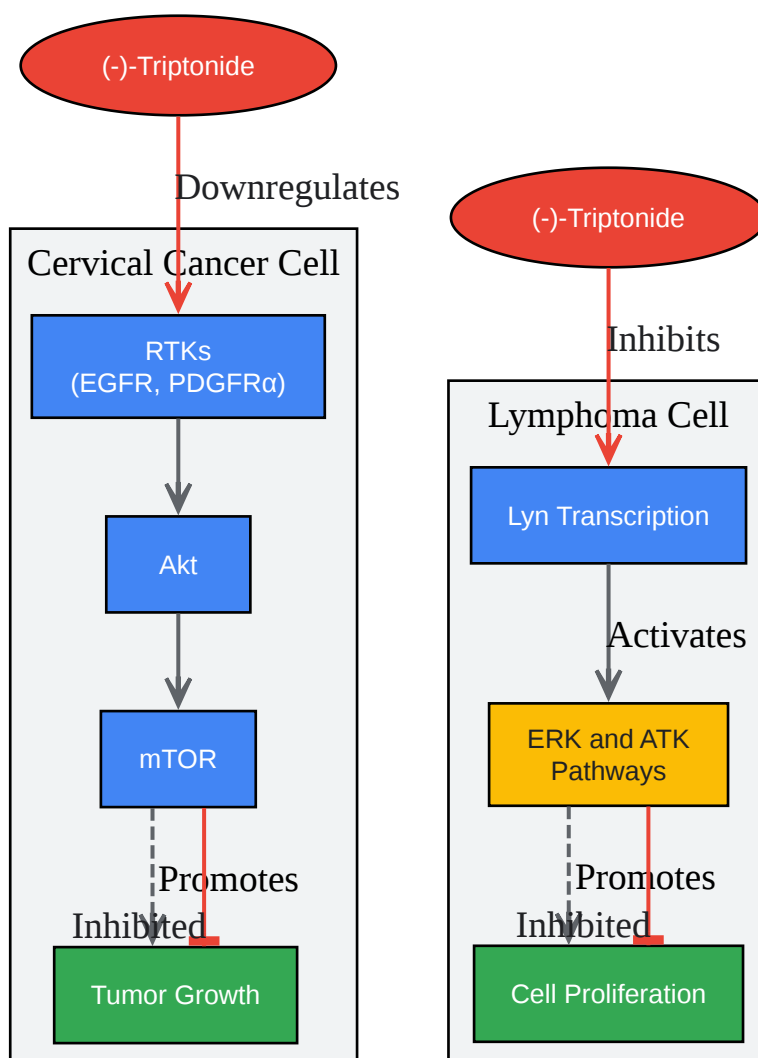 (-)-Triptonide
Downregulates
Cervical Cancer Cell
RTKs
(EGFR, PDGFRα)
Akt
mTOR
Promotes
Inhibited
Tumor Growth
(-)-Triptonide
Inhibits
Lymphoma Cell
Lyn Transcription
Activates
ERK and ATK
Pathways
Promotes
Inhibited
Cell Proliferation